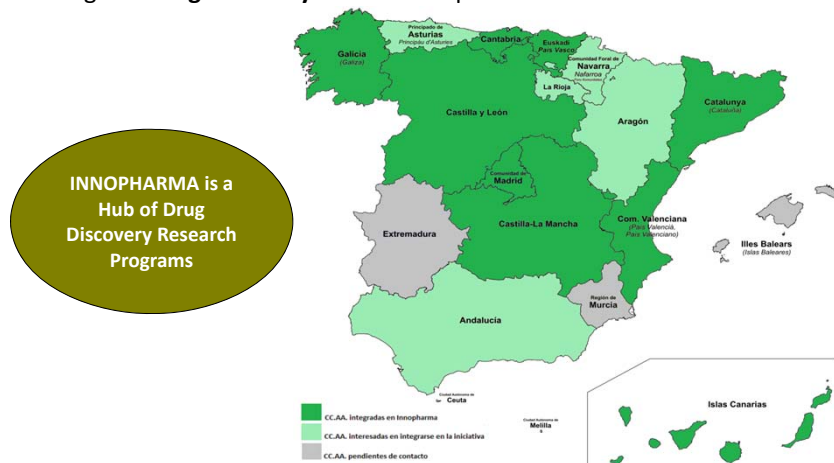 INNOPHARMA is a
Hub of Drug
Discovery Research
Programs
Galicia
(Galiza)
Principado de
Asturias
Principáu d'Asturies
Cantabria
Euskadi
País Vasco
Comunidad Foral de
Navarra
Nafarroa
La Rioja
Aragón
Catalunya
(Cataluña)
Castilla y León
Comunidad de
Madrid
Castilla-La Mancha
Com. Valenciana
(País Valencià,
País Valenciano)
Illes Balears
(Islas Baleares)
Extremadura
Región de
Murcia
Andalucía
Ciudad Autónoma de
Ceuta
Ciudad Autónoma de
Melilla
Islas Canarias
CC.AA. integradas en Innopharma
CC.AA. interesadas en integrarse en la iniciativa
CC.AA. pendientes de contacto